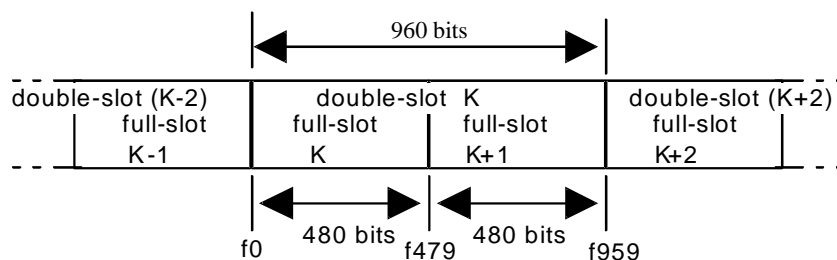 960 bits
double-slot (K-2) double-slot K double-slot (K+2)
full-slot full-slot full-slot full-slot
K-1 K K+1 K+2
480 bits 480 bits
f0 f479 f959